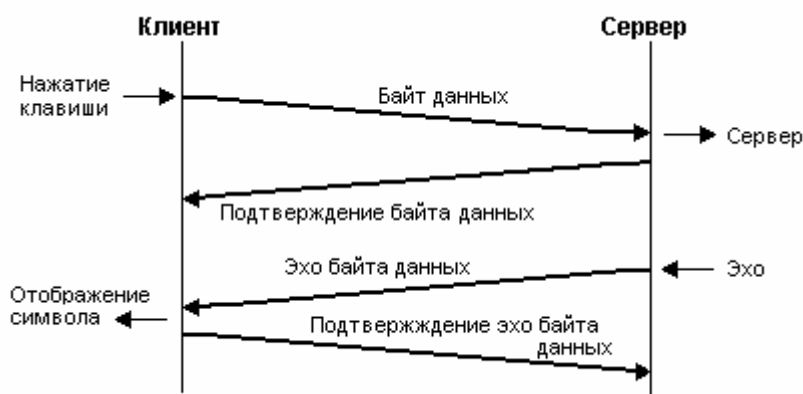 Клиент
Сервер
Нажатие
клавиши
Байт данных
Сервер
Подтверждение байта данных
Эхо байта данных
Эхо
Отображение
символа
Подтвержждение эхо байта
данных